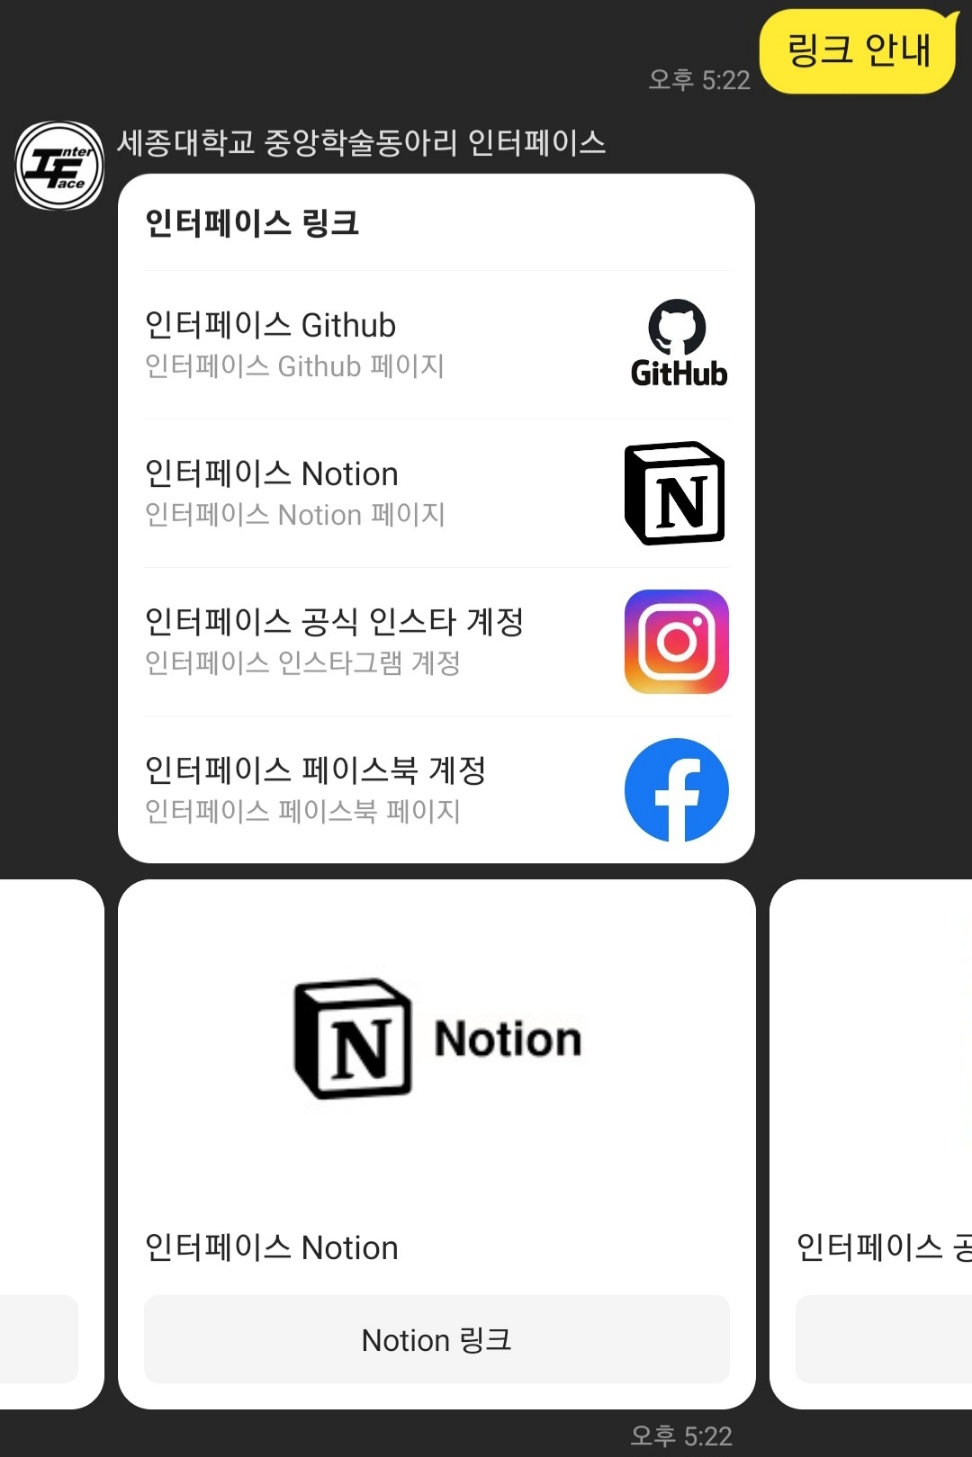 링크 안내
오후 5:22
Inter
Face
세종대학교 중앙학술동아리 인터페이스
인터페이스 링크
인터페이스 Github
인터페이스 Github 페이지
GitHub
인터페이스 Notion
인터페이스 Notion 페이지
N
인터페이스 공식 인스타 계정
인터페이스 인스타그램 계정
인터페이스 페이스북 계정
인터페이스 페이스북 페이지
f
N Notion
인터페이스 Notion
인터페이스 공
Notion 링크
오후 5:22